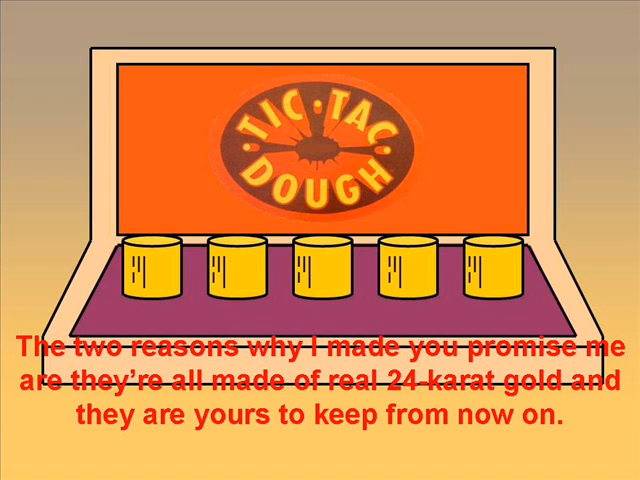 TIC·TAC
DOUGH
The two reasons why I made you promise me
are they're all made of real 24-karat gold and
they are yours to keep from now on.